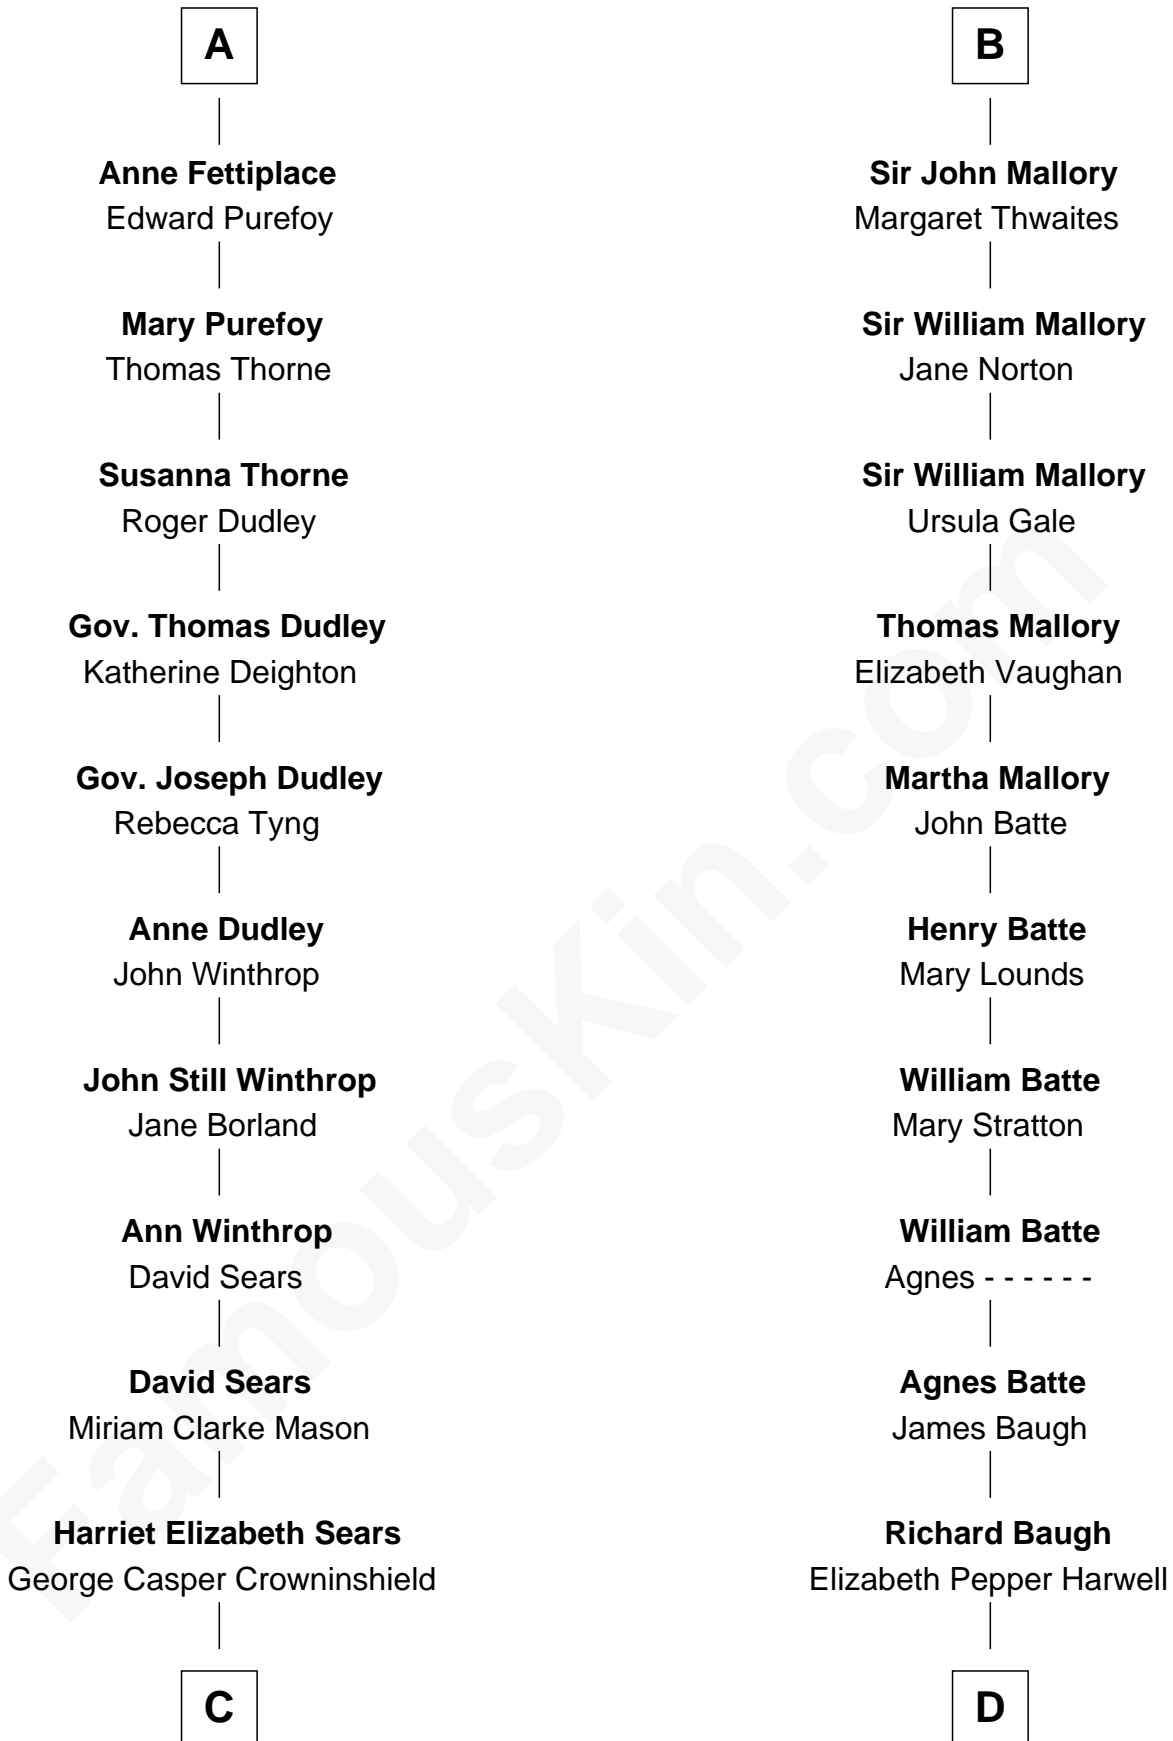 A
Anne Fettiplace
Edward Purefoy
Mary Purefoy
Thomas Thorne
Susanna Thorne
Roger Dudley
Gov. Thomas Dudley
Katherine Deighton
Gov. Joseph Dudley
Rebecca Tyng
Anne Dudley
John Winthrop
John Still Winthrop
Jane Borland
Ann Winthrop
David Sears
David Sears
Miriam Clarke Mason
Harriet Elizabeth Sears
George Casper Crowninshield
C
B
Sir John Mallory
Margaret Thwaites
Sir William Mallory
Jane Norton
Sir William Mallory
Ursula Gale
Thomas Mallory
Elizabeth Vaughan
Martha Mallory
John Batte
Henry Batte
Mary Lounds
William Batte
Mary Stratton
William Batte
Agnes - - - - - -
Agnes Batte
James Baugh
Richard Baugh
Elizabeth Pepper Harwell
D
FamousKin.com